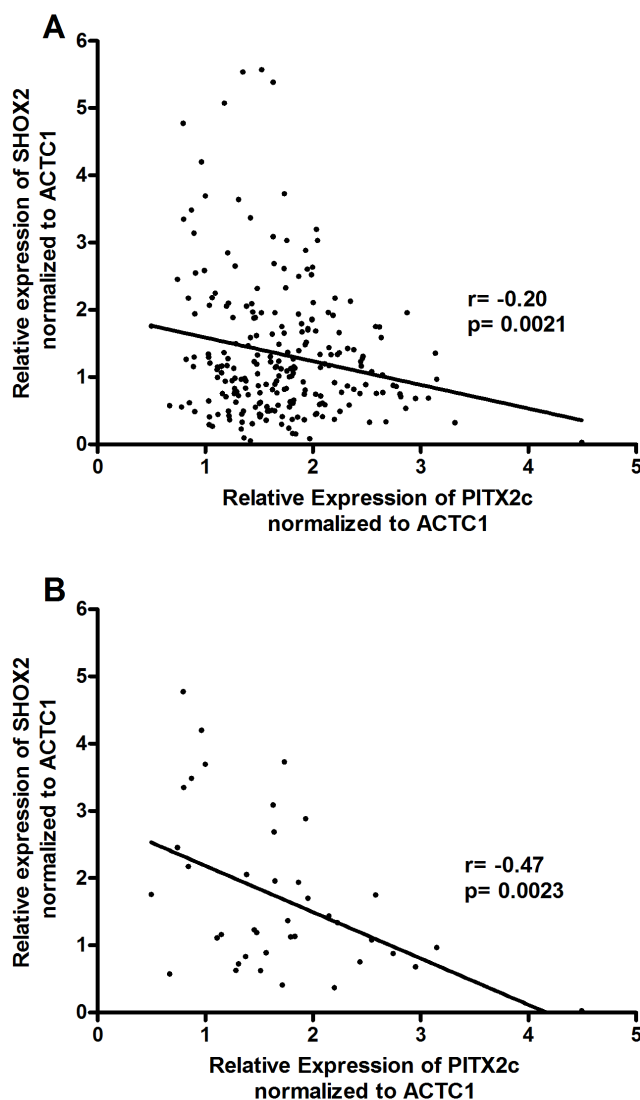 A
Relative expression of SHOX2
normalized to ACTC1
6
5
4
3
2
1
0
r= -0.20
p= 0.0021
0 1 2 3 4 5
Relative Expression of PITX2c
normalized to ACTC1
B
Relative expression of SHOX2
normalized to ACTC1
6
5
4
3
2
1
0
r= -0.47
p= 0.0023
0 1 2 3 4 5
Relative Expression of PITX2c
normalized to ACTC1